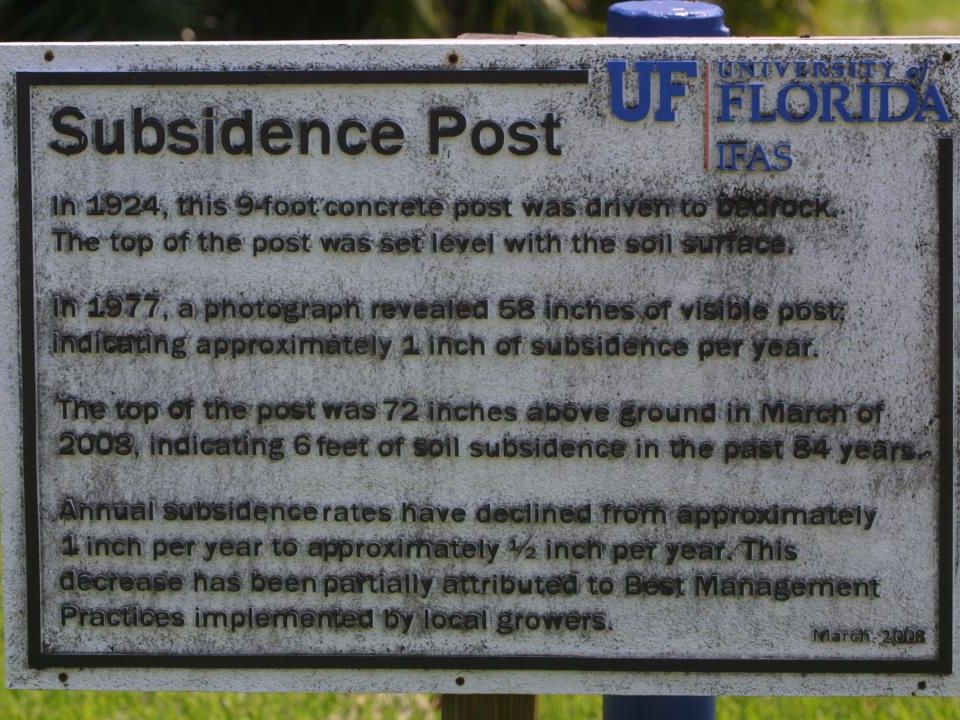 UF UNIVERSITY of
FLORIDA
IFAS
Subsidence Post
In 1924, this 9-foot concrete post was driven to bedrock.
The top of the post was set level with the soil surface.
In 1977, a photograph revealed 58 inches of visible post;
indicating approximately 1 inch of subsidence per year.
The top of the post was 72 inches above ground in March of
2008, indicating 6 feet of soil subsidence in the past 84 years.
Annual subsidence rates have declined from approximately
1 inch per year to approximately ½ inch per year. This
decrease has been partially attributed to Best Management
Practices implemented by local growers.
March, 2008